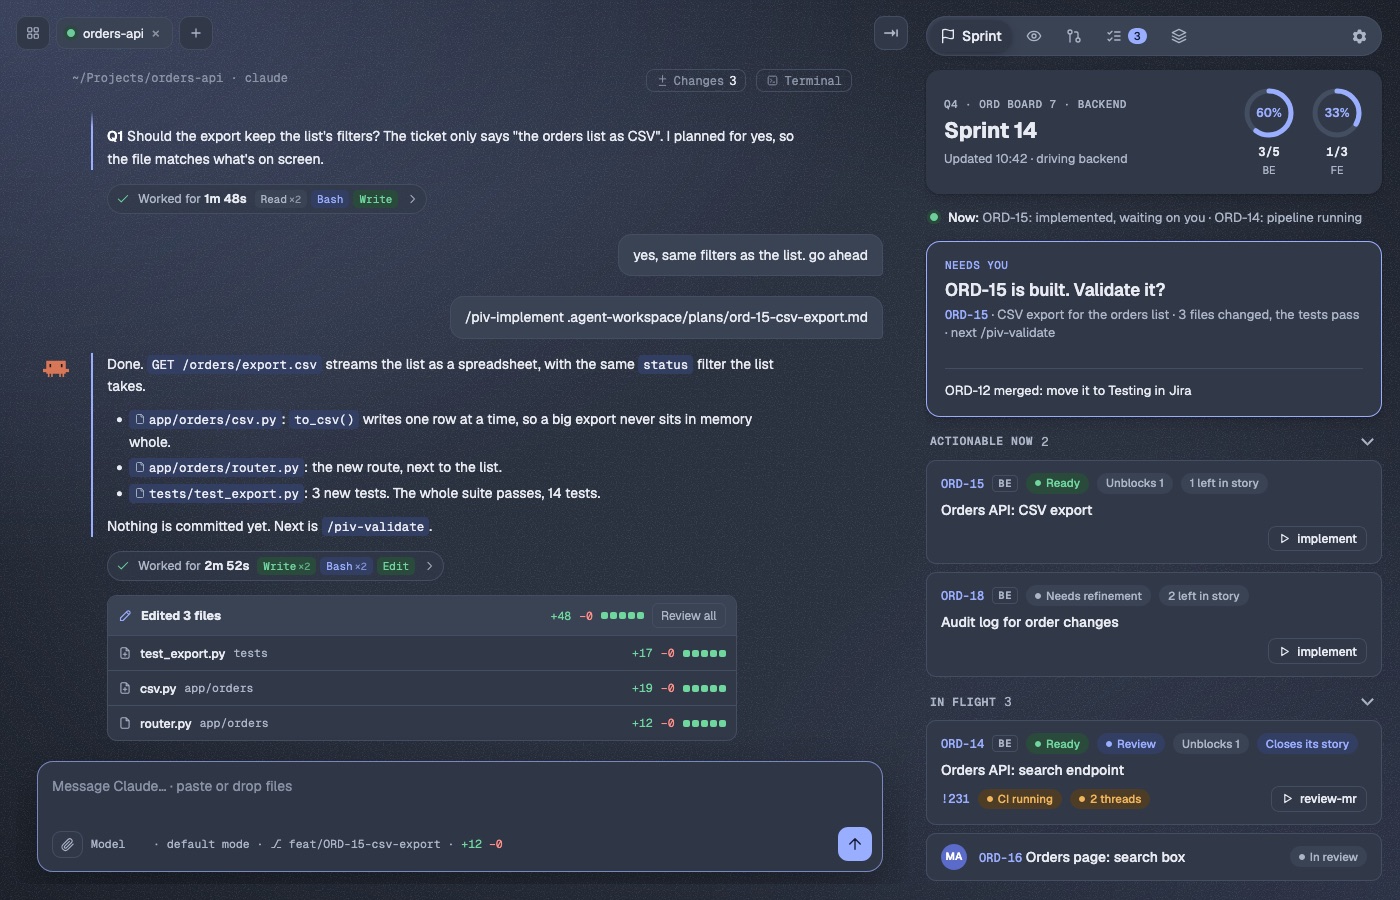 orders-api ×
~/Projects/orders-api · claude
Changes 3
Terminal
Q1 Should the export keep the list's filters? The ticket only says "the orders list as CSV". I planned for yes, so
the file matches what's on screen.
Worked for 1m 48s Read×2 Bash Write
yes, same filters as the list. go ahead
/piv-implement .agent-workspace/plans/ord-15-csv-export.md
Done. GET /orders/export.csv streams the list as a spreadsheet, with the same status filter the list
takes.
• app/orders/csv.py: to_csv() writes one row at a time, so a big export never sits in memory
whole.
• app/orders/router.py: the new route, next to the list.
• tests/test_export.py: 3 new tests. The whole suite passes, 14 tests.
Nothing is committed yet. Next is /piv-validate.
Worked for 2m 52s Write×2 Bash×2 Edit
Edited 3 files +48 −0 Review all
test_export.py tests +17 −0
csv.py app/orders +19 −0
router.py app/orders +12 −0
Message Claude… · paste or drop files
Model · default mode · feat/ORD-15-csv-export · +12 −0
Sprint
3
Q4 · ORD BOARD 7 · BACKEND
Sprint 14
Updated 10:42 · driving backend
60%
3/5
BE
33%
1/3
FE
Now: ORD-15: implemented, waiting on you · ORD-14: pipeline running
NEEDS YOU
ORD-15 is built. Validate it?
ORD-15 · CSV export for the orders list · 3 files changed, the tests pass
· next /piv-validate
ORD-12 merged: move it to Testing in Jira
ACTIONABLE NOW 2
ORD-15 BE Ready Unblocks 1 1 left in story
Orders API: CSV export
implement
ORD-18 BE Needs refinement 2 left in story
Audit log for order changes
implement
IN FLIGHT 3
ORD-14 BE Ready Review Unblocks 1 Closes its story
Orders API: search endpoint
!231 CI running 2 threads review-mr
MA ORD-16 Orders page: search box In review